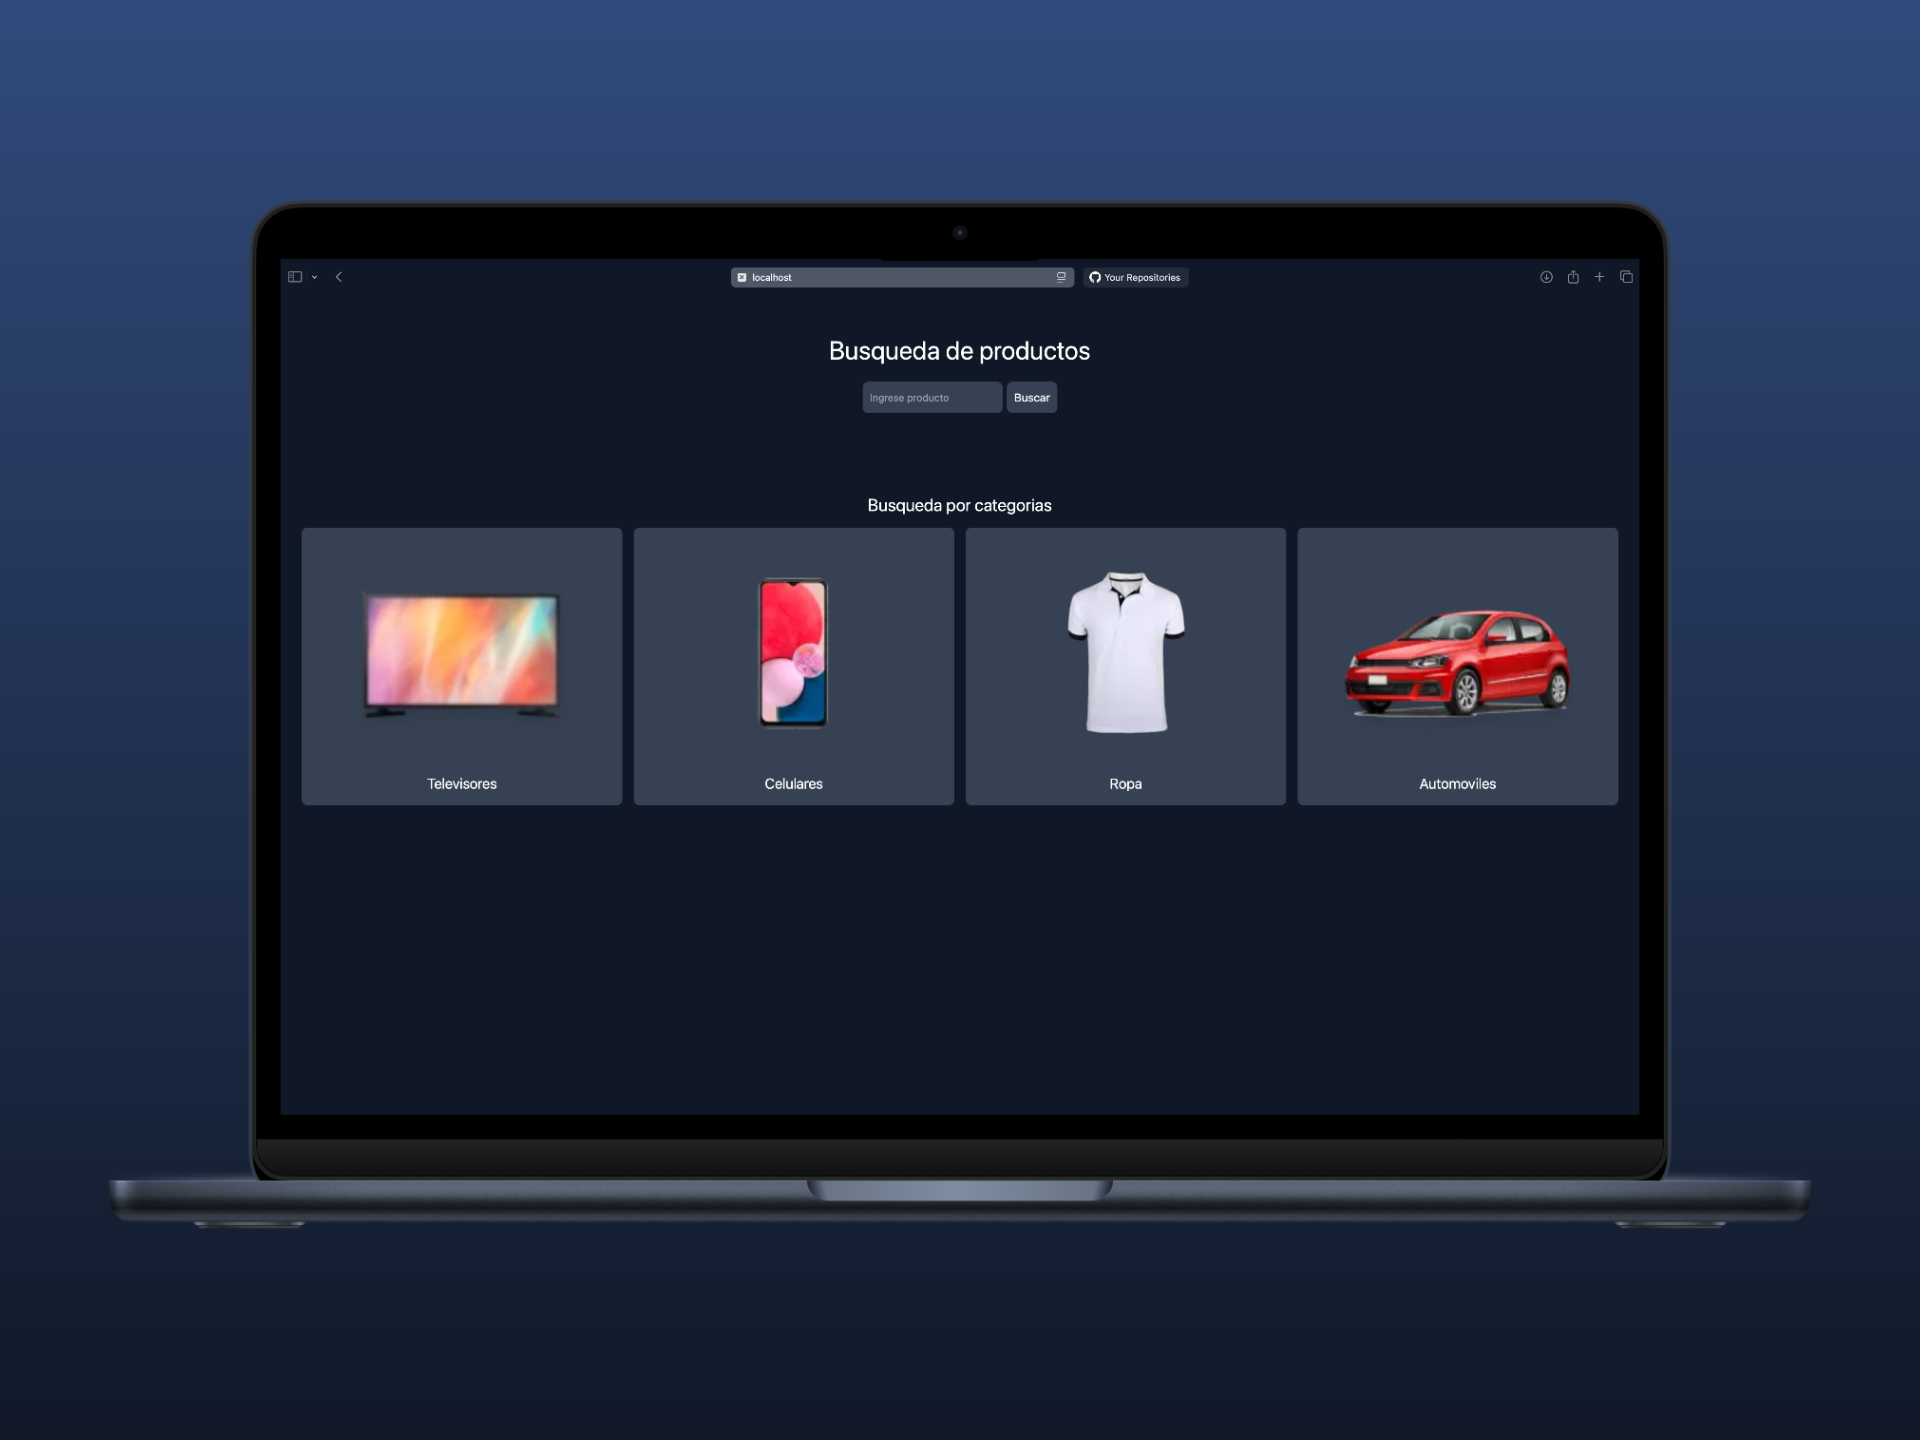 localhost
Your Repositories
Busqueda de productos
Ingrese producto
Buscar
Busqueda por categorias
Televisores
Celulares
Ropa
Automoviles